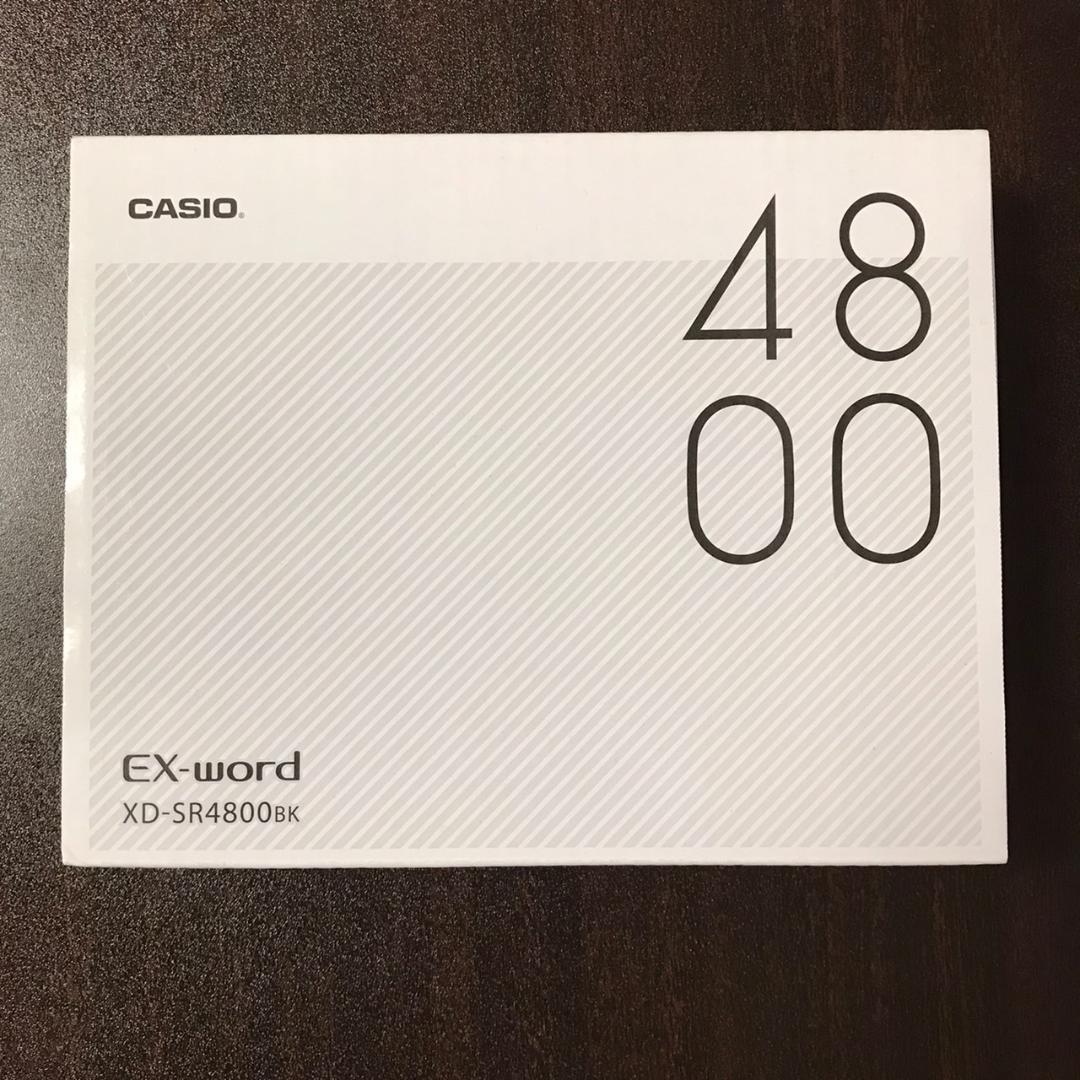 CASIO®
48
00
EX-word
XD-SR4800BK